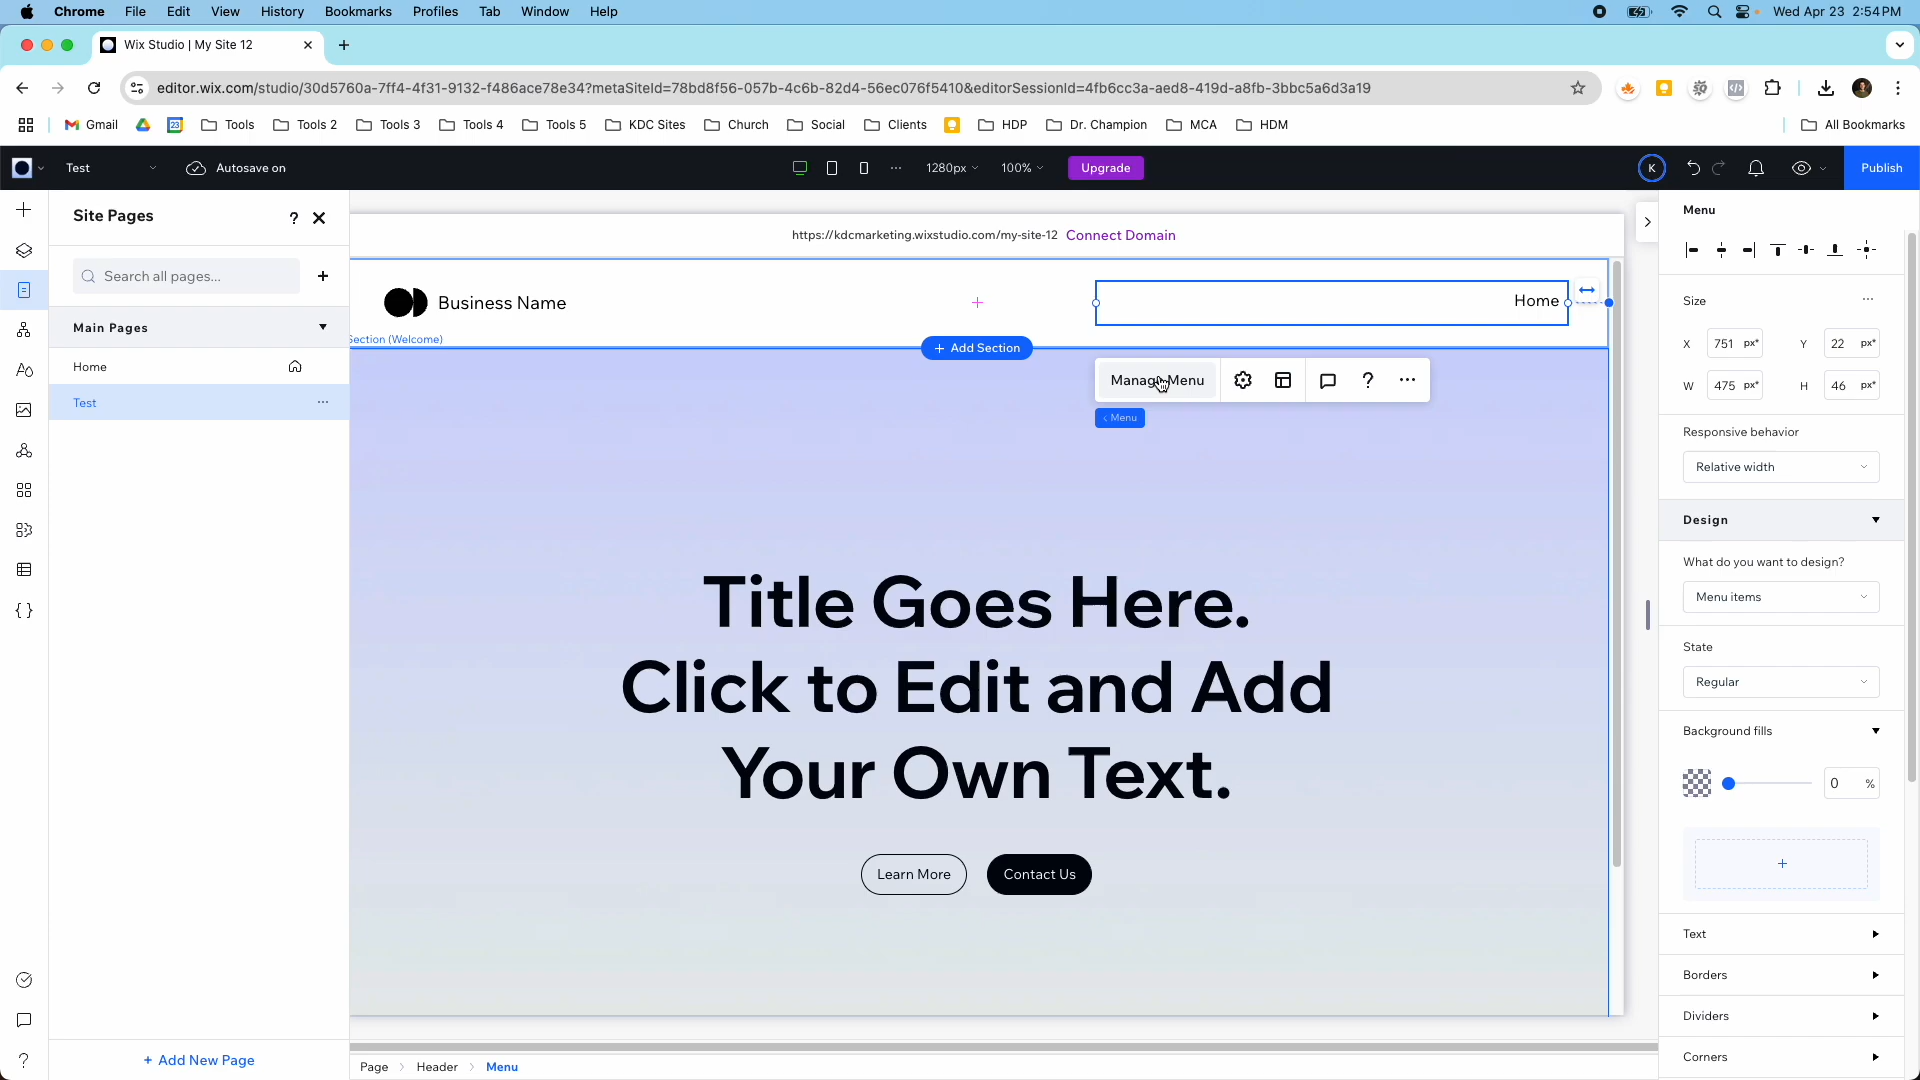 Chrome File Edit View History Bookmarks Profiles Tab Window Help
Wed Apr 23 2:54 PM
Wix Studio | My Site 12
editor.wix.com/studio/30d5760a-7ff4-4f31-9132-f486ace78e34?metaSiteId=78bd8f56-057b-4c6b-82d4-56ec076f5410&editorSessionId=4fb6cc3a-aed8-419d-a8fb-3bbc5a6d3a19
Gmail 23 Tools Tools 2 Tools 3 Tools 4 Tools 5 KDC Sites Church Social Clients HDP Dr. Champion MCA HDM All Bookmarks
Test Autosave on 1280px 100% Upgrade K Publish
Site Pages ?
Search all pages...
Main Pages
Home
Test
+ Add New Page
https://kdcmarketing.wixstudio.com/my-site-12 Connect Domain
Business Name
Home
Section (Welcome)
+ Add Section
Manage Menu ?
< Menu
Title Goes Here.
Click to Edit and Add
Your Own Text.
Learn More Contact Us
Page > Header > Menu
Menu
Size
X 751 px* Y 22 px*
W 475 px* H 46 px*
Responsive behavior
Relative width
Design
What do you want to design?
Menu items
State
Regular
Background fills
0 %
+
Text
Borders
Dividers
Corners